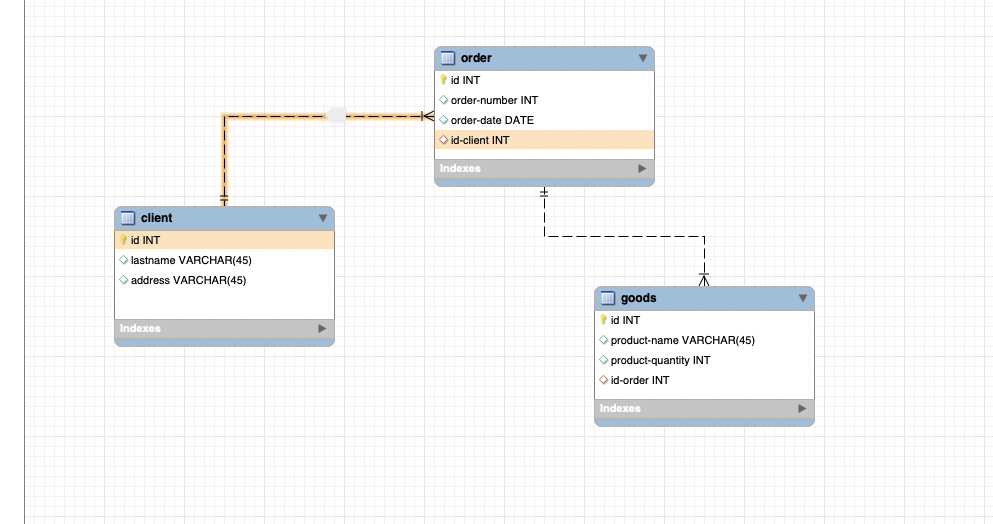 order
id INT
order-number INT
order-date DATE
id-client INT
Indexes
client
id INT
lastname VARCHAR(45)
address VARCHAR(45)
Indexes
goods
id INT
product-name VARCHAR(45)
product-quantity INT
id-order INT
Indexes